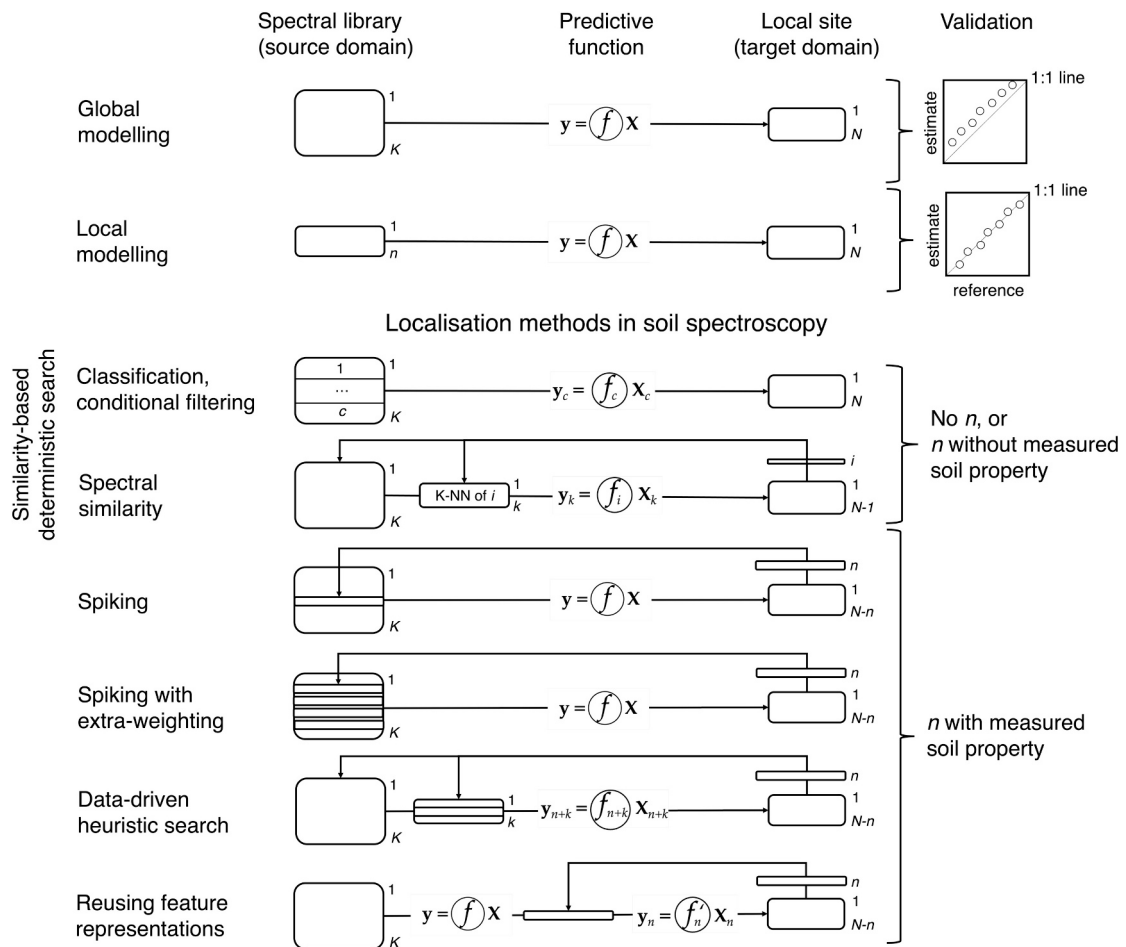 Spectral library
(source domain)
Predictive
function
Local site
(target domain)
Validation
Global
modelling
1
K
y = f X
1
N
estimate
1:1 line
Local
modelling
1
n
y = f X
1
N
estimate
1:1 line
reference
Localisation methods in soil spectroscopy
Similarity-based
deterministic search
Classification,
conditional filtering
1
...
c
1
K
y_c = f_c X_c
1
N
No n, or
n without measured
soil property
Spectral
similarity
1
K
K-NN of i
1
k
y_k = f_i X_k
i
1
N-1
Spiking
1
K
y = f X
n
1
N-n
Spiking with
extra-weighting
1
K
y = f X
n
1
N-n
n with measured
soil property
Data-driven
heuristic search
1
K
1
k
y_{n+k} = f_{n+k} X_{n+k}
n
1
N-n
Reusing feature
representations
1
K
y = f X
y_n = f'_n X_n
n
1
N-n